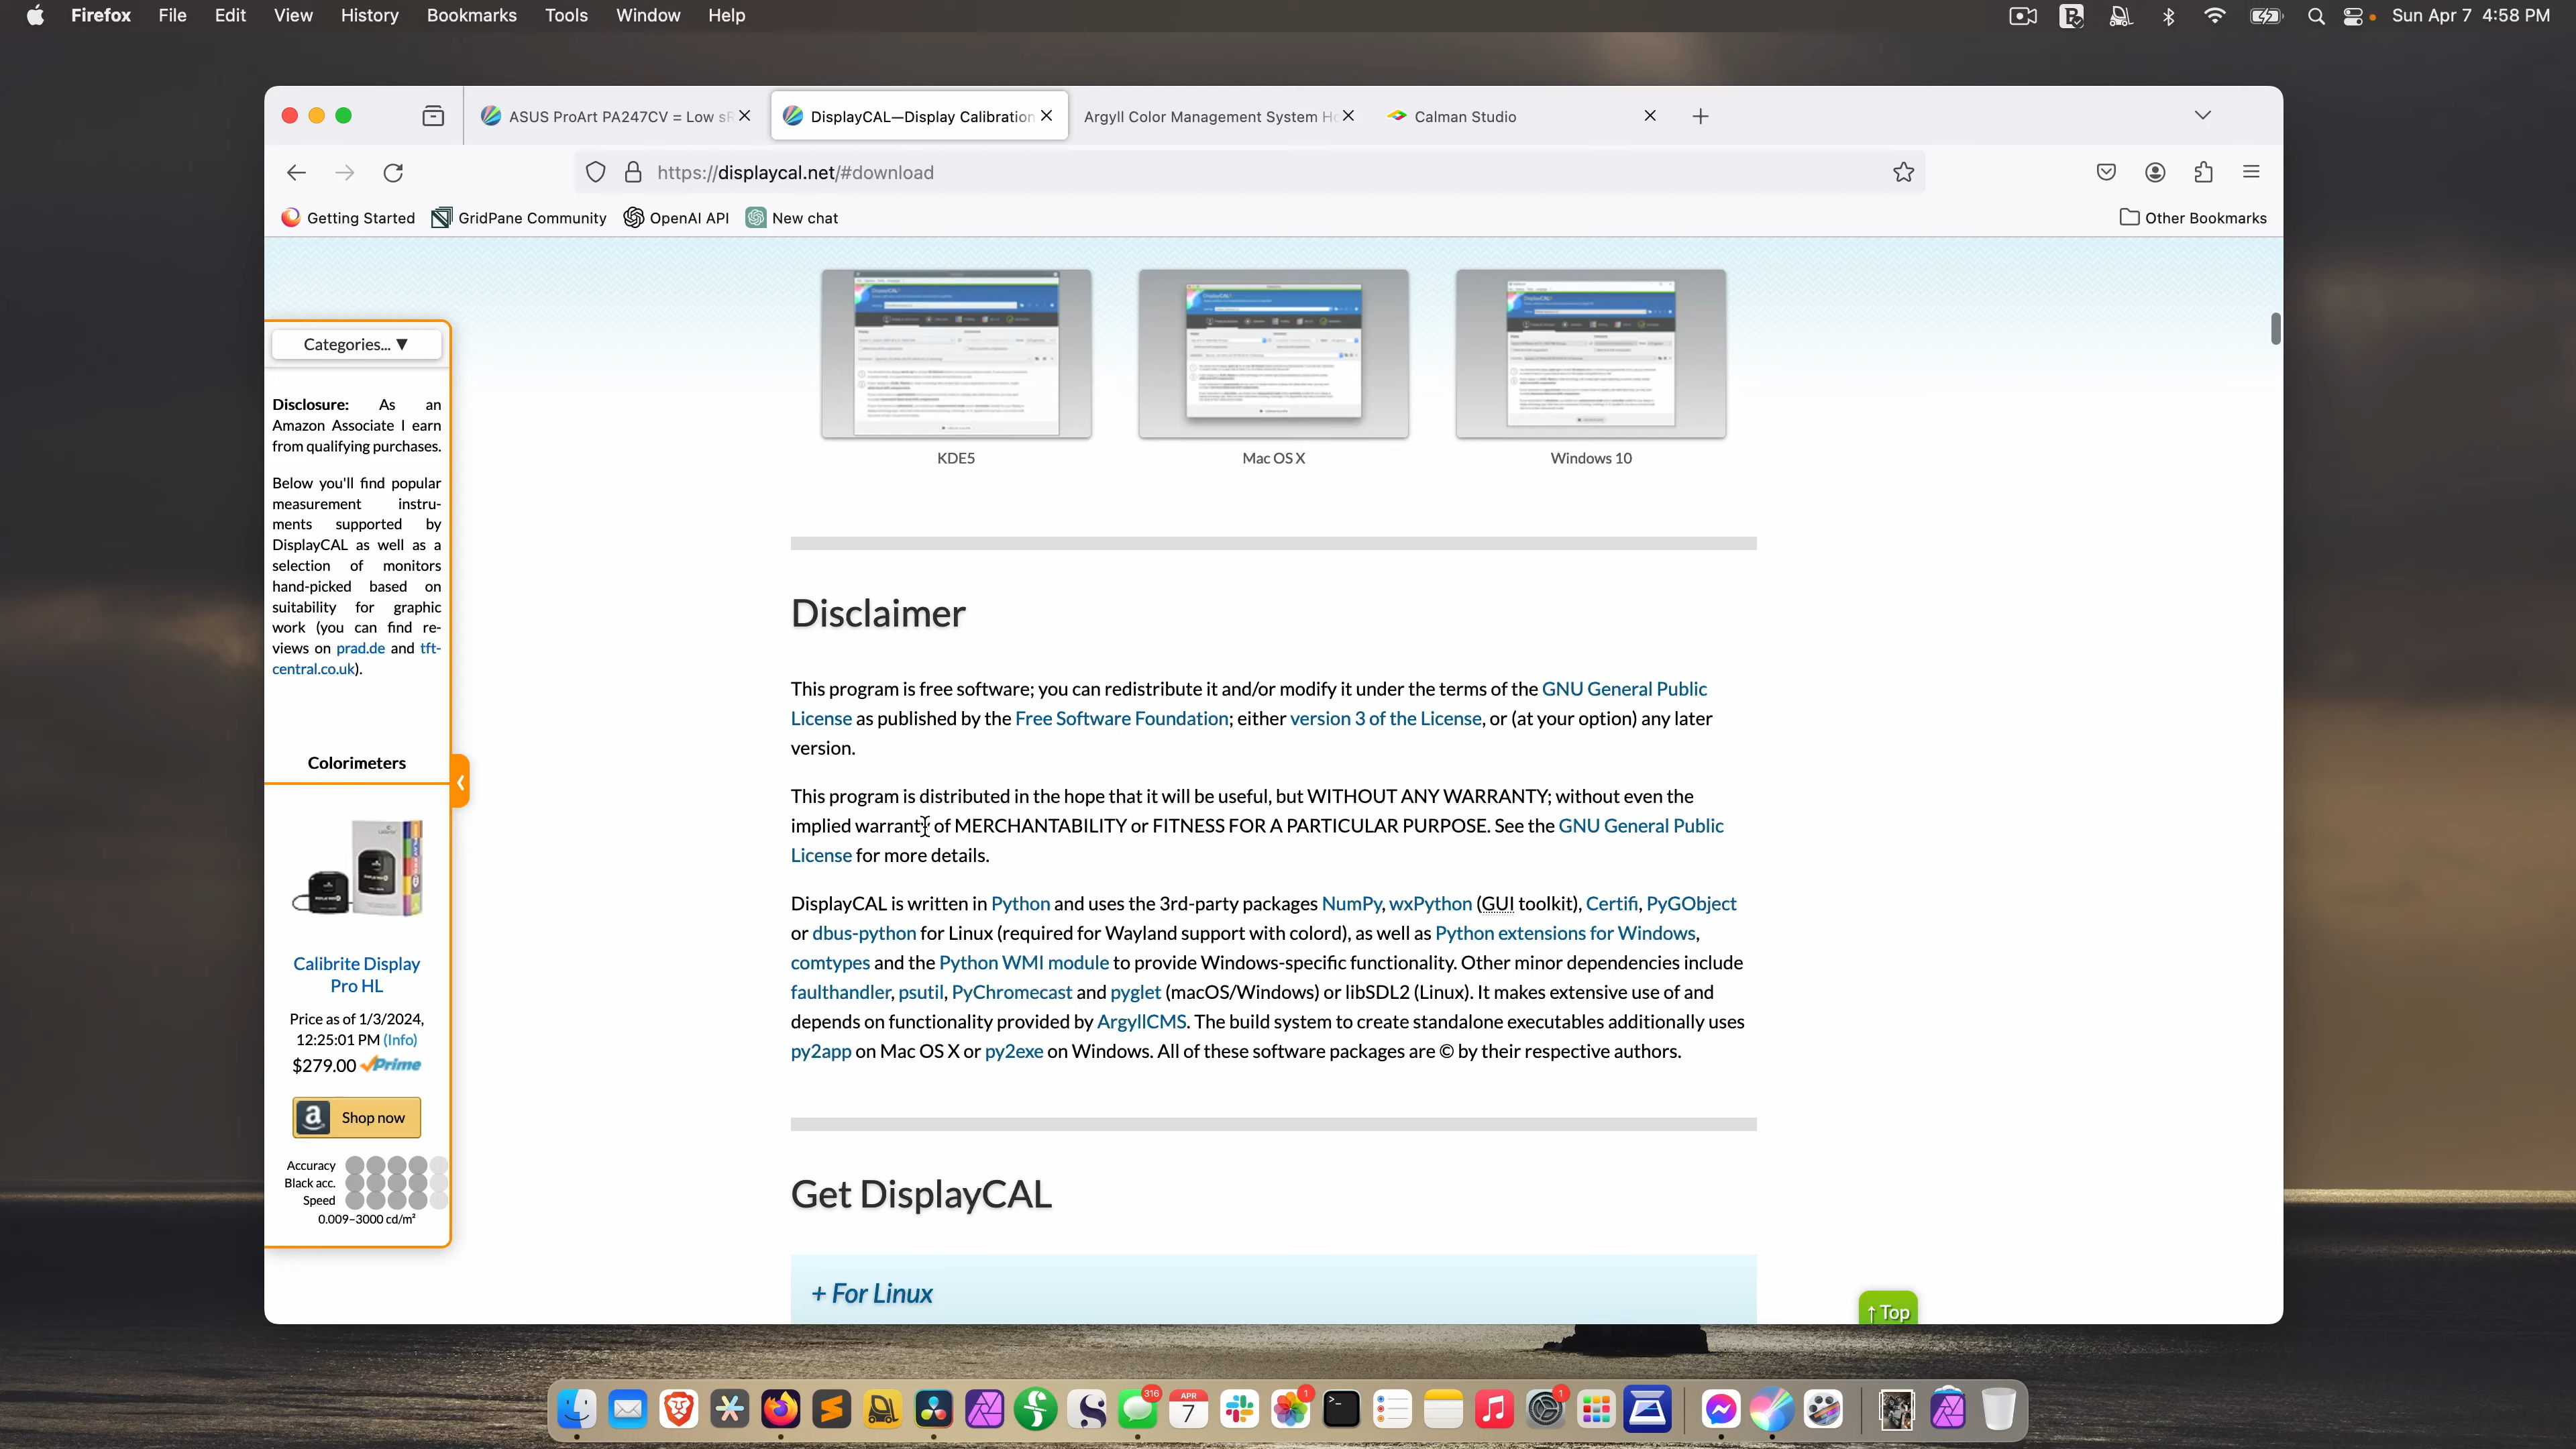 Firefox File Edit View History Bookmarks Tools Window Help
Sun Apr 7 4:58 PM
ASUS ProArt PA247CV = Low sR
DisplayCAL—Display Calibration
Argyll Color Management System Ho
Calman Studio
https://displaycal.net/#download
Getting Started
GridPane Community
OpenAI API
New chat
Other Bookmarks
KDE5
Mac OS X
Windows 10
Categories... ▼
Disclosure: As an
Amazon Associate I earn
from qualifying purchases.
Below you'll find popular
measurement instru-
ments supported by
DisplayCAL as well as a
selection of monitors
hand-picked based on
suitability for graphic
work (you can find re-
views on prad.de and tft-
central.co.uk).
Colorimeters
Calibrite Display
Pro HL
Price as of 1/3/2024,
12:25:01 PM (Info)
$279.00 Prime
a Shop now
Accuracy
Black acc.
Speed
0.009–3000 cd/m²
Disclaimer
This program is free software; you can redistribute it and/or modify it under the terms of the GNU General Public
License as published by the Free Software Foundation; either version 3 of the License, or (at your option) any later
version.
This program is distributed in the hope that it will be useful, but WITHOUT ANY WARRANTY; without even the
implied warranty of MERCHANTABILITY or FITNESS FOR A PARTICULAR PURPOSE. See the GNU General Public
License for more details.
DisplayCAL is written in Python and uses the 3rd-party packages NumPy, wxPython (GUI toolkit), Certifi, PyGObject
or dbus-python for Linux (required for Wayland support with colord), as well as Python extensions for Windows,
comtypes and the Python WMI module to provide Windows-specific functionality. Other minor dependencies include
faulthandler, psutil, PyChromecast and pyglet (macOS/Windows) or libSDL2 (Linux). It makes extensive use of and
depends on functionality provided by ArgyllCMS. The build system to create standalone executables additionally uses
py2app on Mac OS X or py2exe on Windows. All of these software packages are © by their respective authors.
Get DisplayCAL
+ For Linux
↑ Top
316
APR
7
1
1